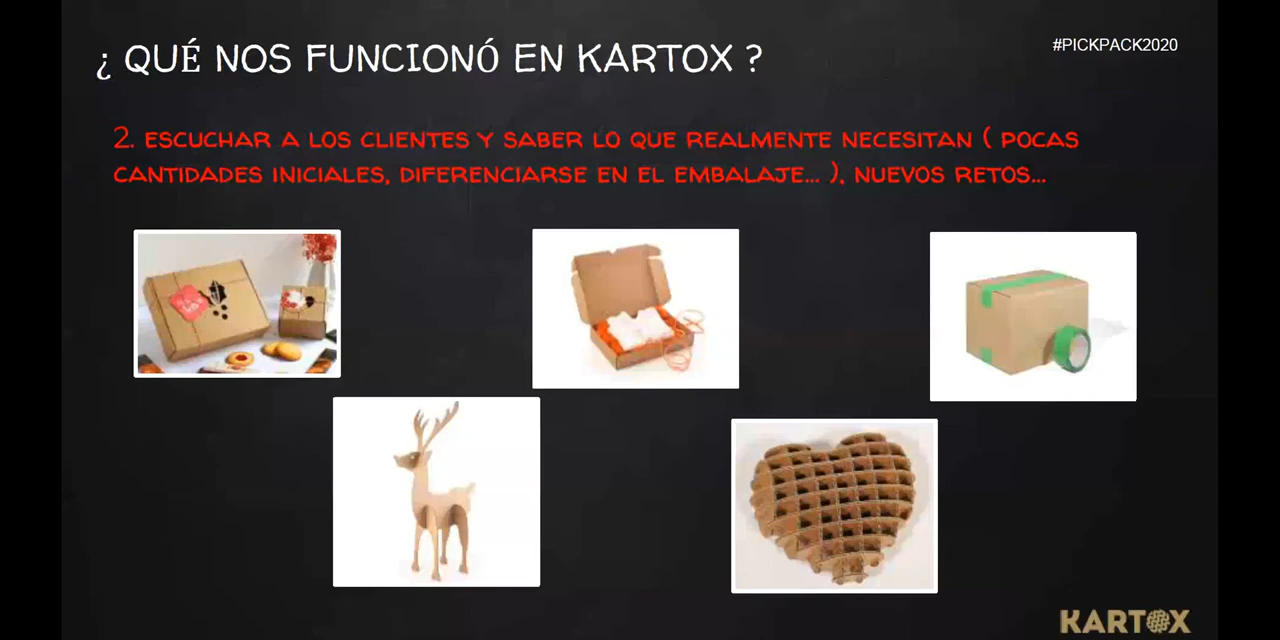 ¿ QUÉ NOS FUNCIONÓ EN KARTOX ?
#PICKPACK2020
2. ESCUCHAR A LOS CLIENTES Y SABER LO QUE REALMENTE NECESITAN ( POCAS
CANTIDADES INICIALES, DIFERENCIARSE EN EL EMBALAJE... ), NUEVOS RETOS...
KARTOX